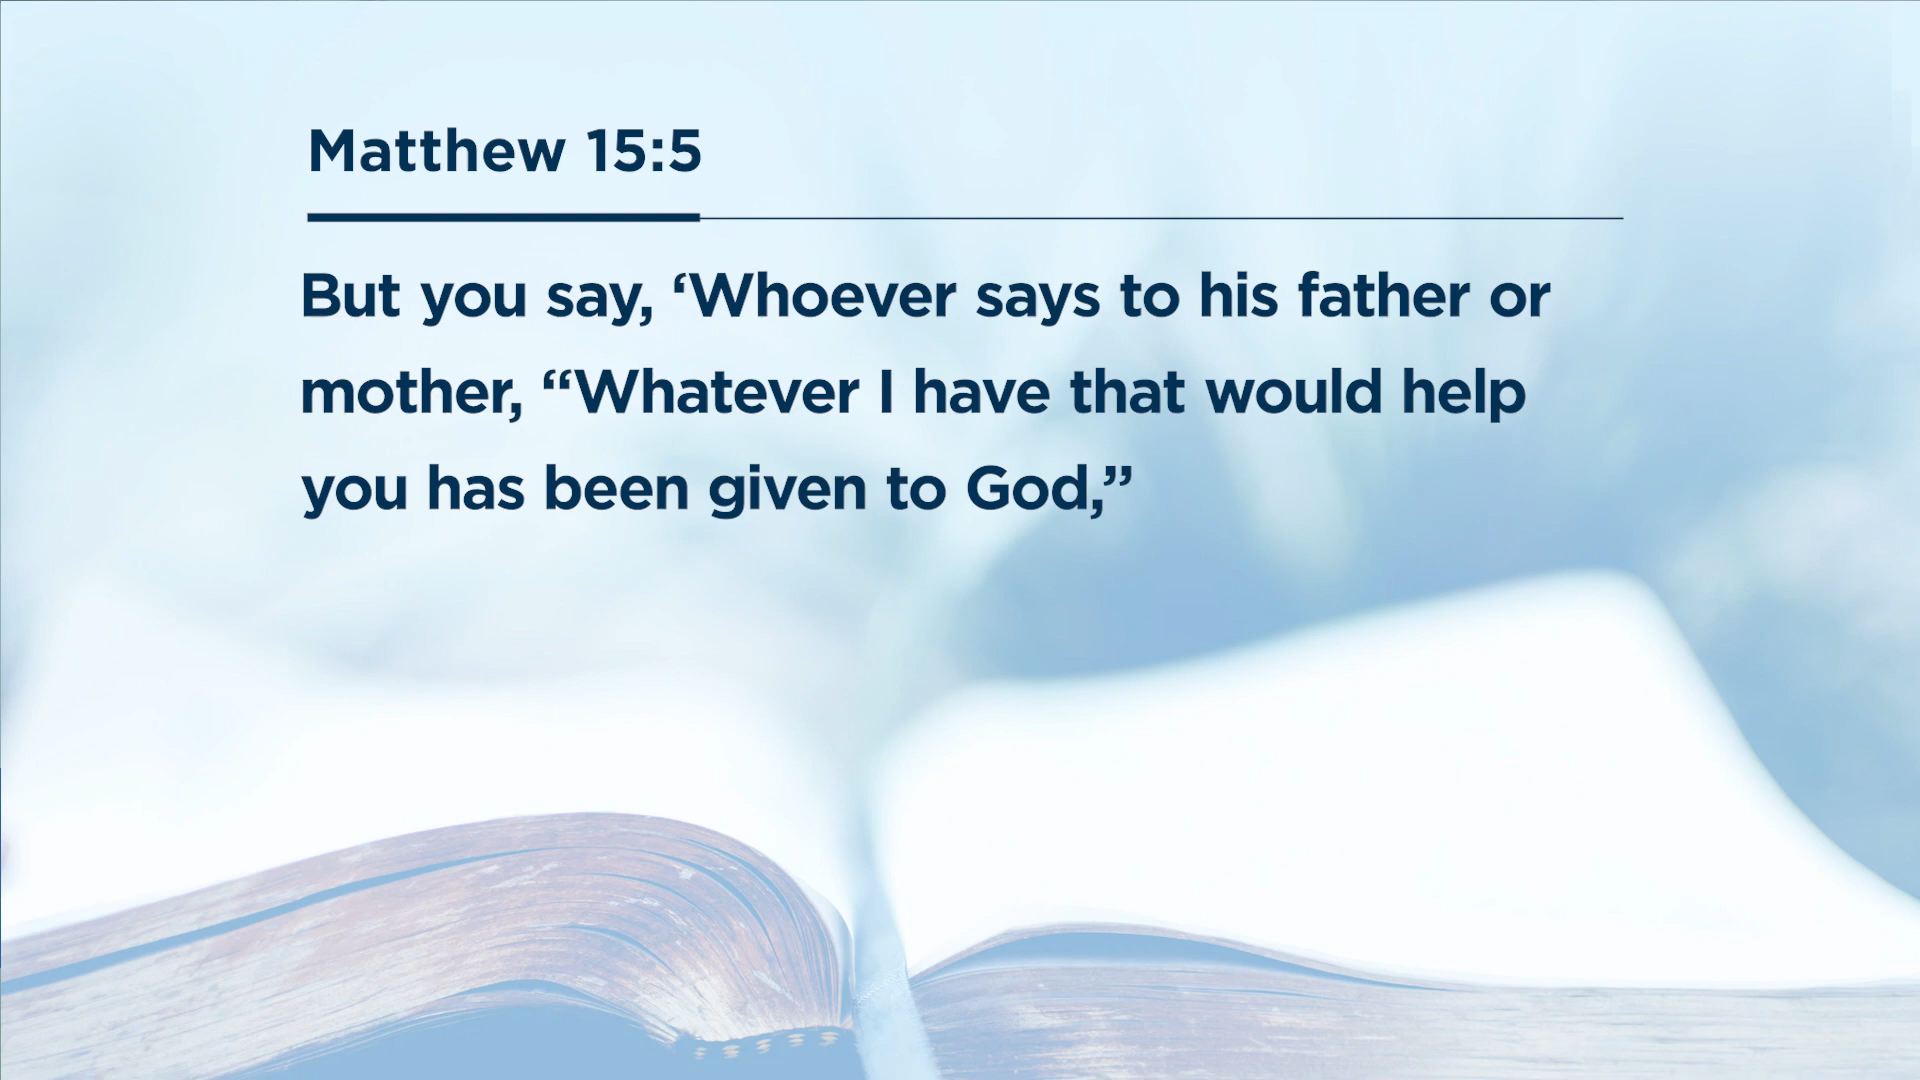 Matthew 15:5
But you say, ‘Whoever says to his father or
mother, “Whatever I have that would help
you has been given to God,”